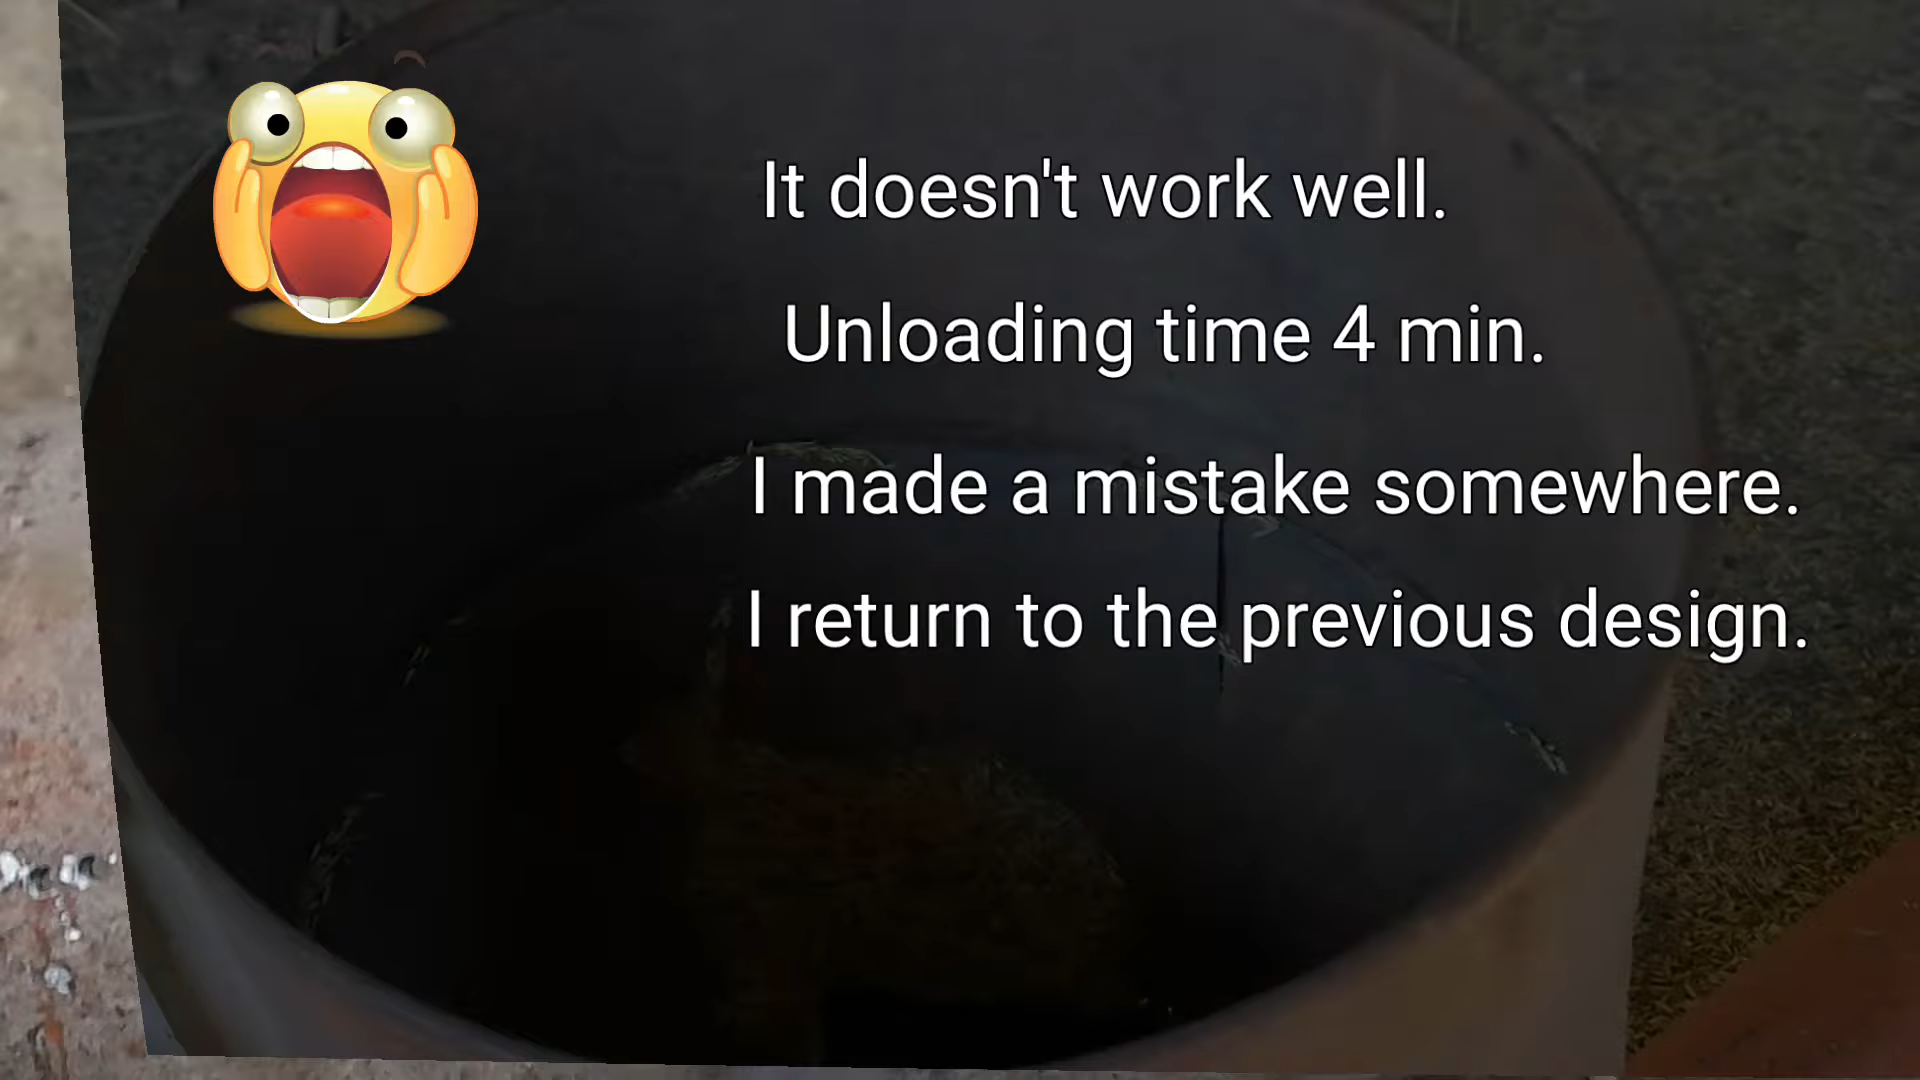 It doesn't work well.
Unloading time 4 min.
I made a mistake somewhere.
I return to the previous design.